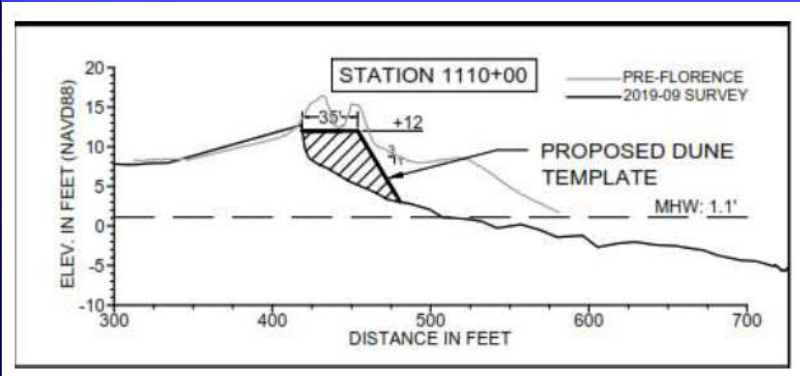 STATION 1110+00
PRE-FLORENCE
2019-09 SURVEY
35'
+12
3
1
PROPOSED DUNE
TEMPLATE
MHW: 1.1'
ELEV. IN FEET (NAVD88)
20
15
10
5
0
-5
-10
300
400
500
600
700
DISTANCE IN FEET